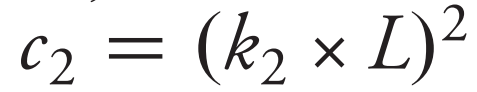 c₂ = (k₂ × L)²